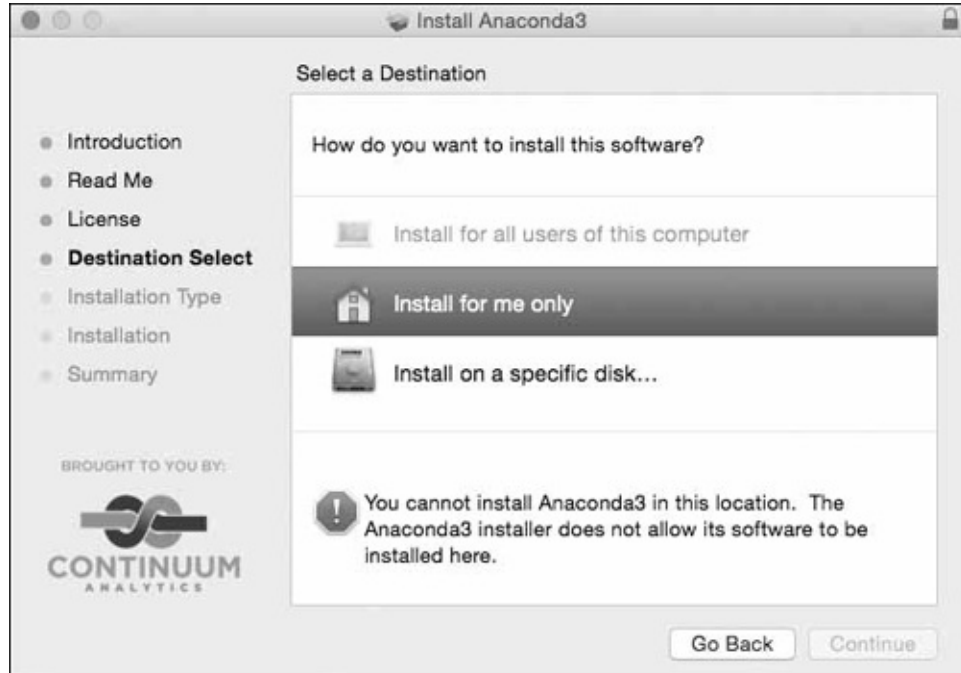 Install Anaconda3
Select a Destination
Introduction
Read Me
License
Destination Select
Installation Type
Installation
Summary
How do you want to install this software?
Install for all users of this computer
Install for me only
Install on a specific disk...
You cannot install Anaconda3 in this location. The
Anaconda3 installer does not allow its software to be
installed here.
BROUGHT TO YOU BY:
CONTINUUM
ANALYTICS
Go Back
Continue